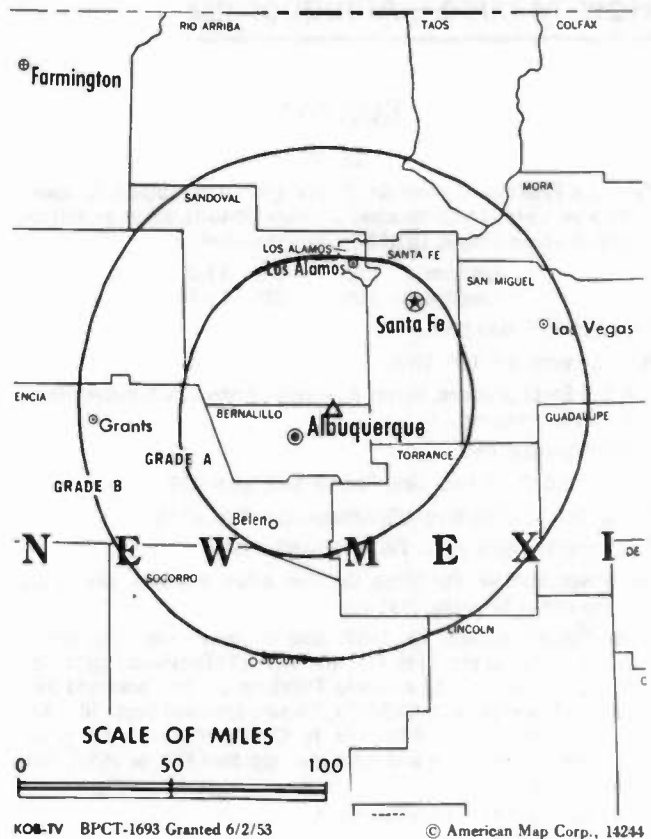 RIO ARRIBA
TAOS
COLFAX
Farmington
MORA
SANDOVAL
LOS ALAMOS
Los Alamos
SANTA FE
SAN MIGUEL
Santa Fe
Las Vegas
ENCIA
Grants
BERNALILLO
Albuquerque
GUADALUPE
GRADE A
TORRANCE
GRADE B
Belen
NEW MEXI
DE
SOCORRO
LINCOLN
SOCORRO
C
SCALE OF MILES
0 50 100
KOB-TV BPCT-1693 Granted 6/2/53 © American Map Corp., 14244